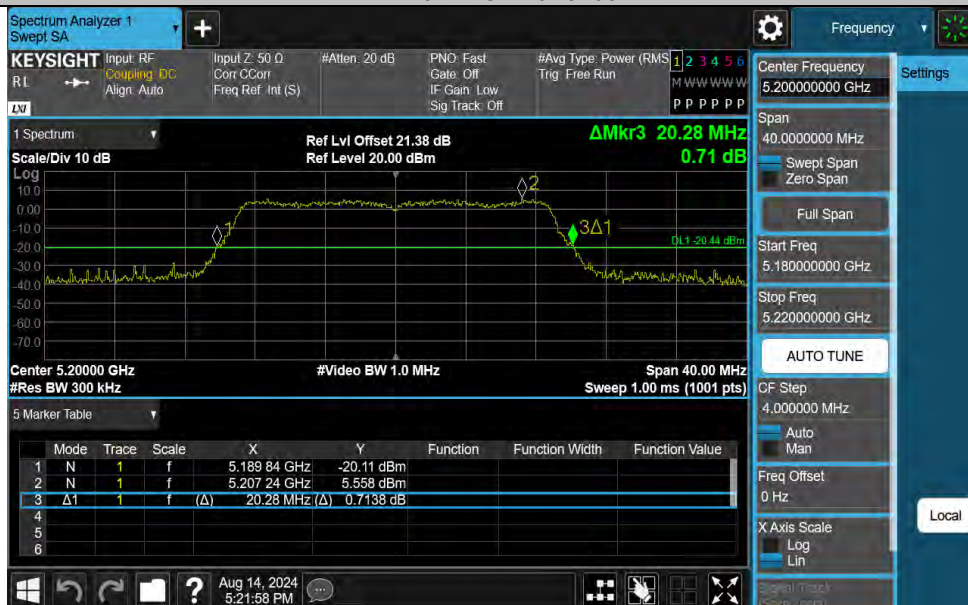 Spectrum Analyzer 1
Swept SA
+
Frequency
KEYSIGHT
RL
LXI
Input: RF
Coupling: DC
Align: Auto
Input Z: 50 Ω
Corr CCorr
Freq Ref: Int (S)
#Atten: 20 dB
PNO: Fast
Gate: Off
IF Gain: Low
Sig Track: Off
#Avg Type: Power (RMS
Trig: Free Run
1 2 3 4 5 6
M W W W W W
P P P P P P
1 Spectrum
Scale/Div 10 dB
Ref Lvl Offset 21.38 dB
Ref Level 20.00 dBm
ΔMkr3 20.28 MHz
0.71 dB
Log
10.0
0.00
-10.0
-20.0
-30.0
-40.0
-50.0
-60.0
-70.0
1
2
3Δ1
DL1 -20.44 dBm
Center 5.20000 GHz
#Video BW 1.0 MHz
Span 40.00 MHz
#Res BW 300 kHz
Sweep 1.00 ms (1001 pts)
5 Marker Table
Mode Trace Scale X Y Function Function Width Function Value
1 N 1 f 5.189 84 GHz -20.11 dBm
2 N 1 f 5.207 24 GHz 5.558 dBm
3 Δ1 1 f (Δ) 20.28 MHz (Δ) 0.7138 dB
4
5
6
?
Aug 14, 2024
5:21:58 PM
Center Frequency
5.200000000 GHz
Span
40.0000000 MHz
Swept Span
Zero Span
Full Span
Start Freq
5.180000000 GHz
Stop Freq
5.220000000 GHz
AUTO TUNE
CF Step
4.000000 MHz
Auto
Man
Freq Offset
0 Hz
X Axis Scale
Log
Lin
Signal Track
Settings
Local